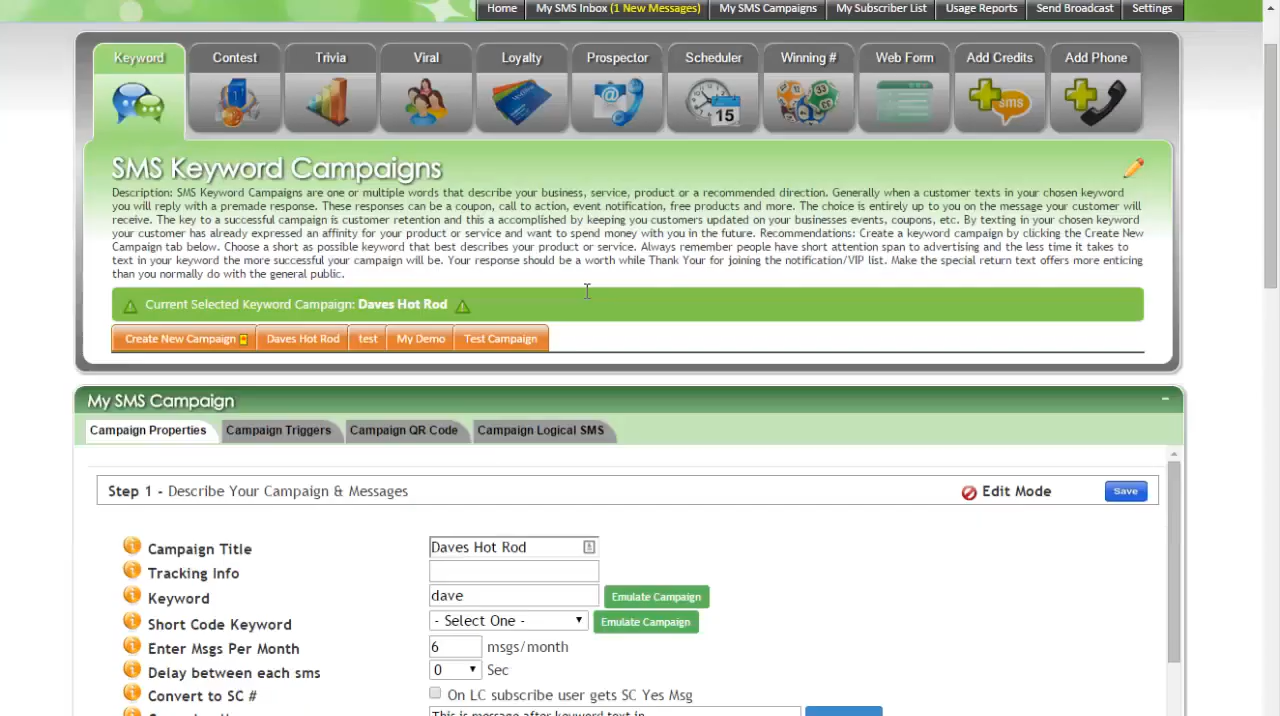 Home My SMS Inbox (1 New Messages) My SMS Campaigns My Subscriber List Usage Reports Send Broadcast Settings
Keyword Contest Trivia Viral Loyalty Prospector Scheduler Winning # Web Form Add Credits Add Phone
1 sms
15
SMS Keyword Campaigns
Description: SMS Keyword Campaigns are one or multiple words that describe your business, service, product or a recommended direction. Generally when a customer texts in your chosen keyword
you will reply with a premade response. These responses can be a coupon, call to action, event notification, free products and more. The choice is entirely up to you on the message your customer will
receive. The key to a successful campaign is customer retention and this a accomplished by keeping you customers updated on your businesses events, coupons, etc. By texting in your chosen keyword
your customer has already expressed an affinity for your product or service and want to spend money with you in the future. Recommendations: Create a keyword campaign by clicking the Create New
Campaign tab below. Choose a short as possible keyword that best describes your product or service. Always remember people have short attention span to advertising and the less time it takes to
text in your keyword the more successful your campaign will be. Your response should be a worth while Thank Your for joining the notification/VIP list. Make the special return text offers more enticing
than you normally do with the general public.
Current Selected Keyword Campaign: Daves Hot Rod
Create New Campaign Daves Hot Rod test My Demo Test Campaign
My SMS Campaign
Campaign Properties Campaign Triggers Campaign QR Code Campaign Logical SMS
Step 1 - Describe Your Campaign & Messages Edit Mode Save
Campaign Title Daves Hot Rod
Tracking Info
Keyword dave Emulate Campaign
Short Code Keyword - Select One - Emulate Campaign
Enter Msgs Per Month 6 msgs/month
Delay between each sms 0 Sec
Convert to SC # On LC subscribe user gets SC Yes Msg
This is message after keyword text in